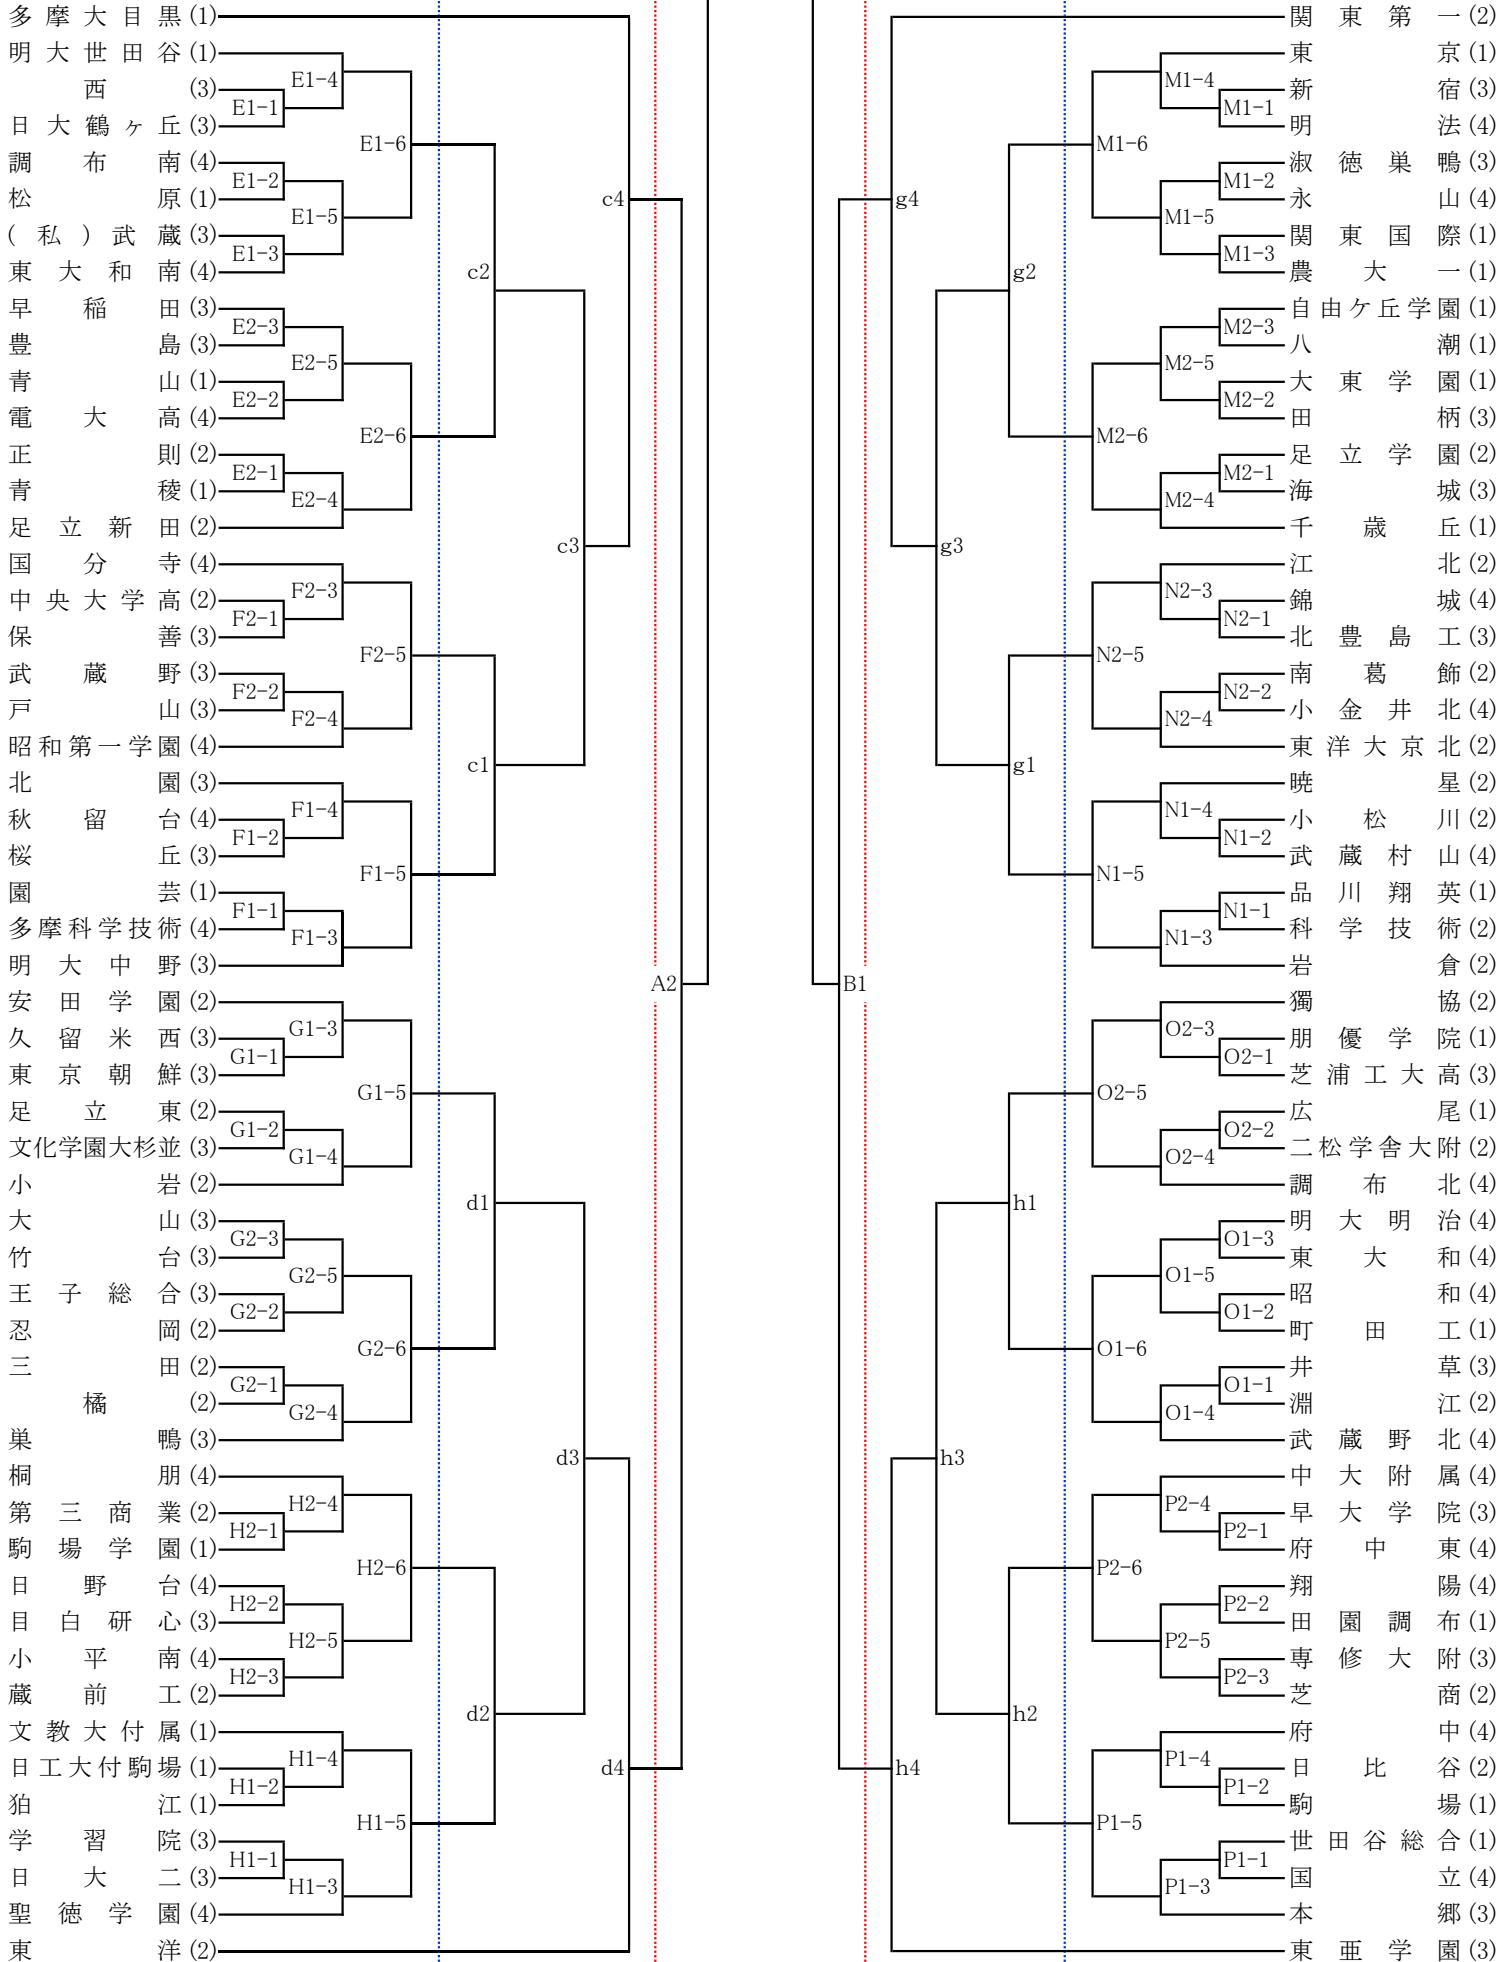 多摩大目黒(1)
明大世田谷(1)
西(3)
日大鶴ヶ丘(3)
調布南(4)
松原(1)
(私)武蔵(3)
東大和南(4)
早稲田(3)
豊島(3)
青山(1)
電大高(4)
正則(2)
青稜(1)
足立新田(2)
国分寺(4)
中央大学高(2)
保善(3)
武蔵野(3)
戸山(3)
昭和第一学園(4)
北園(3)
秋留台(4)
桜丘(3)
園芸(1)
多摩科学技術(4)
明大中野(3)
安田学園(2)
久留米西(3)
東京朝鮮(3)
足立東(2)
文化学園大杉並(3)
小岩(2)
大山(3)
竹台(3)
王子総合(3)
忍岡(2)
三田(2)
橘(2)
巣鴨(3)
桐朋(4)
第三商業(2)
駒場学園(1)
日野台(4)
目白研心(3)
小平南(4)
蔵前工(2)
文教大付属(1)
日工大付駒場(1)
狛江(1)
学習院(3)
日大二(3)
聖徳学園(4)
東洋(2)
E1-4
E1-1
E1-6
E1-2
E1-5
E1-3
E2-3
E2-5
E2-2
E2-6
E2-1
E2-4
F2-3
F2-1
F2-5
F2-2
F2-4
F1-4
F1-2
F1-5
F1-1
F1-3
G1-3
G1-1
G1-5
G1-2
G1-4
G2-3
G2-5
G2-2
G2-6
G2-1
G2-4
H2-4
H2-1
H2-6
H2-2
H2-5
H2-3
H1-4
H1-2
H1-5
H1-1
H1-3
c2
c1
d1
d2
c4
c3
d3
d4
A2
B1
g4
g3
h3
h4
g2
g1
h1
h2
M1-4
M1-1
M1-6
M1-2
M1-5
M1-3
M2-3
M2-5
M2-2
M2-6
M2-1
M2-4
N2-3
N2-1
N2-5
N2-2
N2-4
N1-4
N1-2
N1-5
N1-1
N1-3
O2-3
O2-1
O2-5
O2-2
O2-4
O1-3
O1-5
O1-2
O1-6
O1-1
O1-4
P2-4
P2-1
P2-6
P2-2
P2-5
P2-3
P1-4
P1-2
P1-5
P1-1
P1-3
関東第一(2)
東京(1)
新宿(3)
明法(4)
淑徳巣鴨(3)
永山(4)
関東国際(1)
農大一(1)
自由ケ丘学園(1)
八潮(1)
大東学園(1)
田柄(3)
足立学園(2)
海城(3)
千歳丘(1)
江北(2)
錦城(4)
北豊島工(3)
南葛飾(2)
小金井北(4)
東洋大京北(2)
暁星(2)
小松川(2)
武蔵村山(4)
品川翔英(1)
科学技術(2)
岩倉(2)
獨協(2)
朋優学院(1)
芝浦工大高(3)
広尾(1)
二松学舎大附(2)
調布北(4)
明大明治(4)
東大和(4)
昭和(4)
町田工(1)
井草(3)
淵江(2)
武蔵野北(4)
中大附属(4)
早大学院(3)
府中東(4)
翔陽(4)
田園調布(1)
専修大附(3)
芝商(2)
府中(4)
日比谷(2)
駒場(1)
世田谷総合(1)
国立(4)
本郷(3)
東亜学園(3)